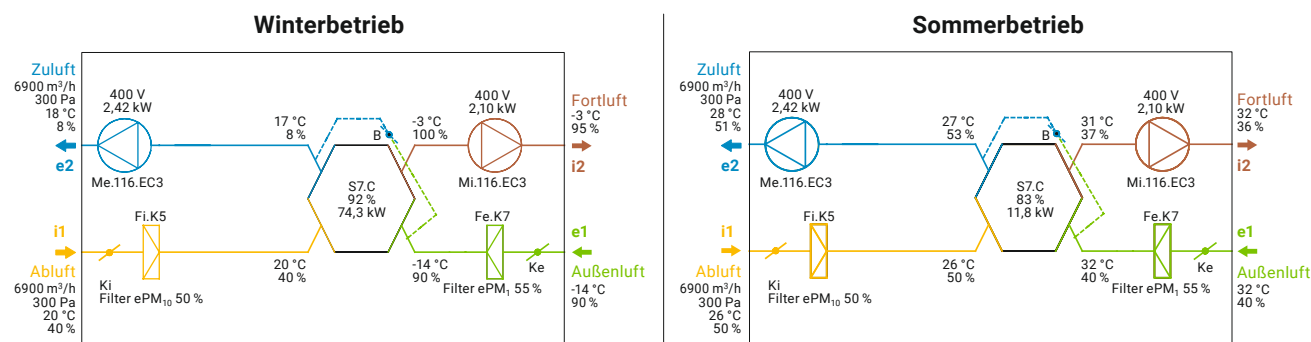 Winterbetrieb
Zuluft
6900 m³/h
300 Pa
18 °C
8 %
e2
400 V
2,42 kW
Me.116.EC3
17 °C
8 %
B
-3 °C
100 %
400 V
2,10 kW
Mi.116.EC3
Fortluft
-3 °C
95 %
i2
S7.C
92 %
74,3 kW
i1
Abluft
6900 m³/h
300 Pa
20 °C
40 %
Fi.K5
Ki
Filter ePM₁₀ 50 %
20 °C
40 %
-14 °C
90 %
Fe.K7
Filter ePM₁ 55 %
Ke
e1
Außenluft
-14 °C
90 %
Sommerbetrieb
Zuluft
6900 m³/h
300 Pa
28 °C
51 %
e2
400 V
2,42 kW
Me.116.EC3
27 °C
53 %
B
31 °C
37 %
400 V
2,10 kW
Mi.116.EC3
Fortluft
32 °C
36 %
i2
S7.C
83 %
11,8 kW
i1
Abluft
6900 m³/h
300 Pa
26 °C
50 %
Fi.K5
Ki
Filter ePM₁₀ 50 %
26 °C
50 %
32 °C
40 %
Fe.K7
Filter ePM₁ 55 %
Ke
e1
Außenluft
32 °C
40 %